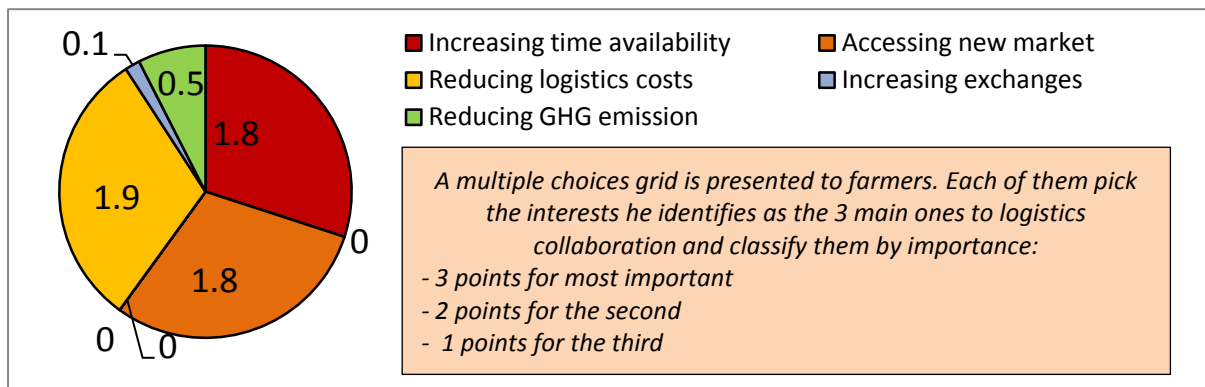 0.1
0.5
1.8
1.9
1.8
0
0
0
Increasing time availability
Accessing new market
Reducing logistics costs
Increasing exchanges
Reducing GHG emission
A multiple choices grid is presented to farmers. Each of them pick
the interests he identifies as the 3 main ones to logistics
collaboration and classify them by importance:
- 3 points for most important
- 2 points for the second
- 1 points for the third